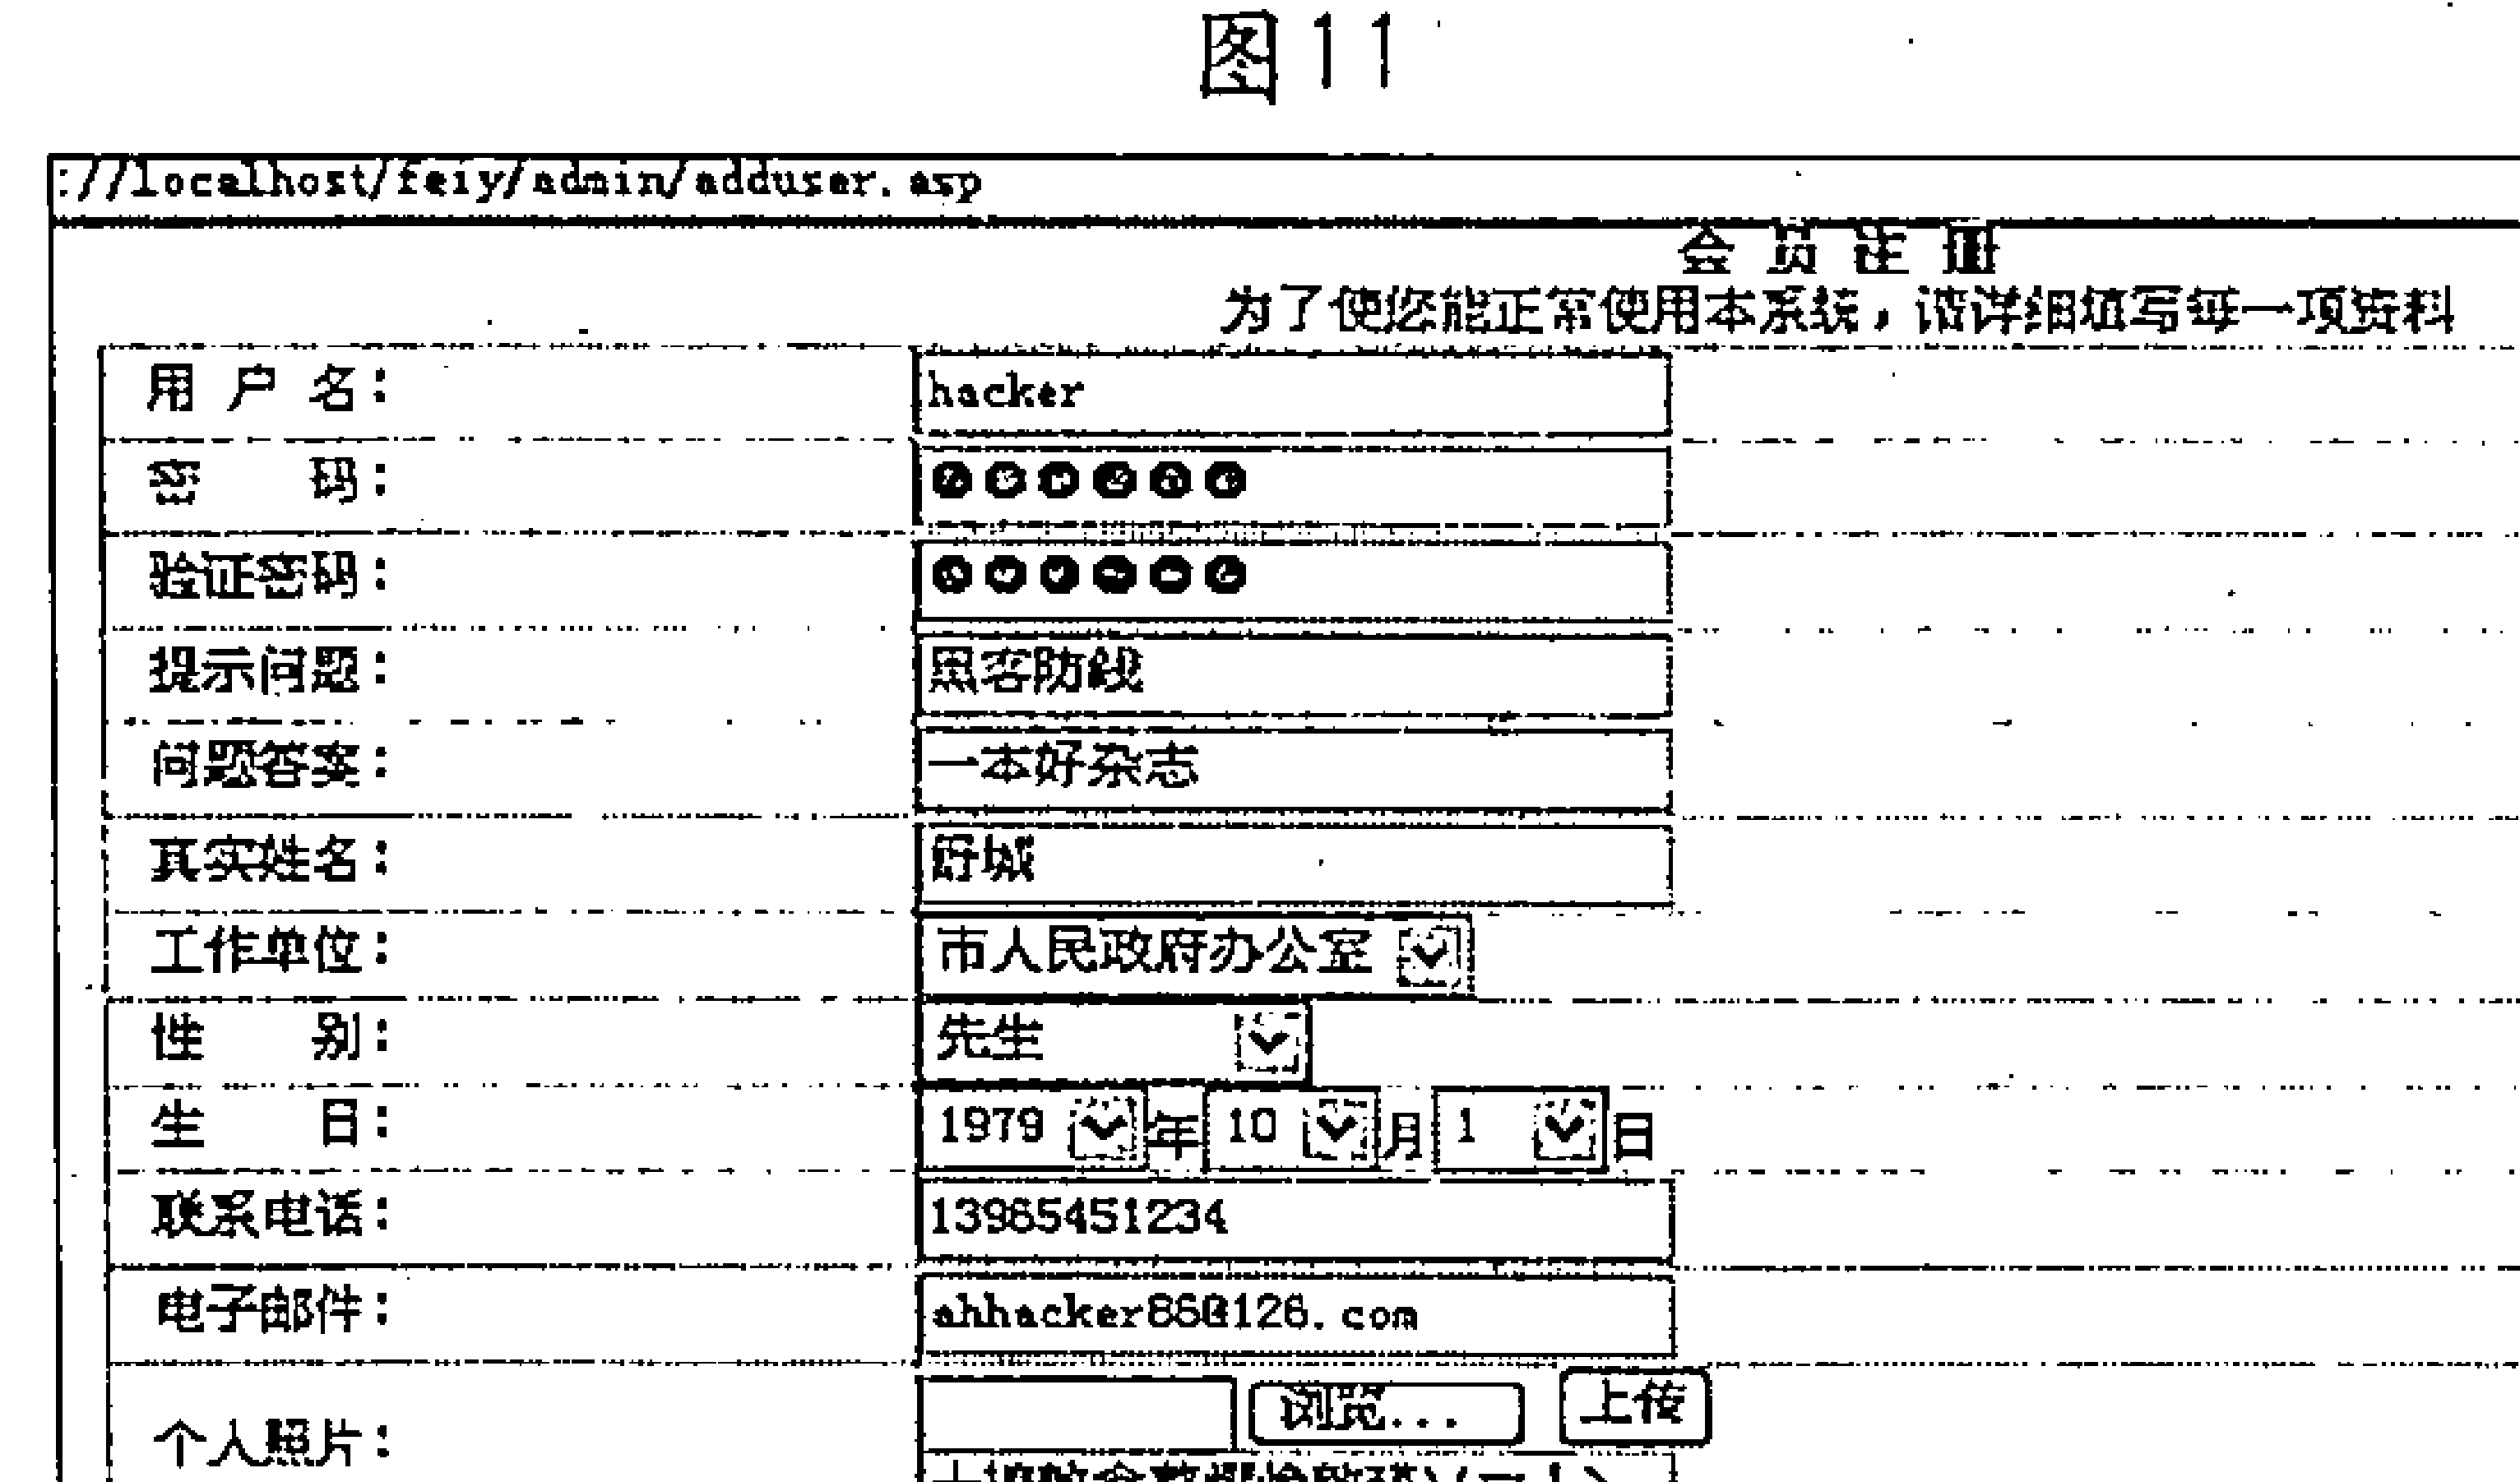 图11
://localhost/feiy/admin/adduser.asp
会 员 注 册
为了使您能正常使用本系统，请详细填写每一项资料
用 户 名： hacker
密 码：
验证密码：
提示问题： 黑客防线
问题答案： 一本好杂志
真实姓名：
工作单位： 市人民政府办公室
性 别： 先生
生 日： 1979 年 10 月 1 日
联系电话： 13965451234
电子邮件： ahhacker86@126.com
个人照片： 浏览... 上传